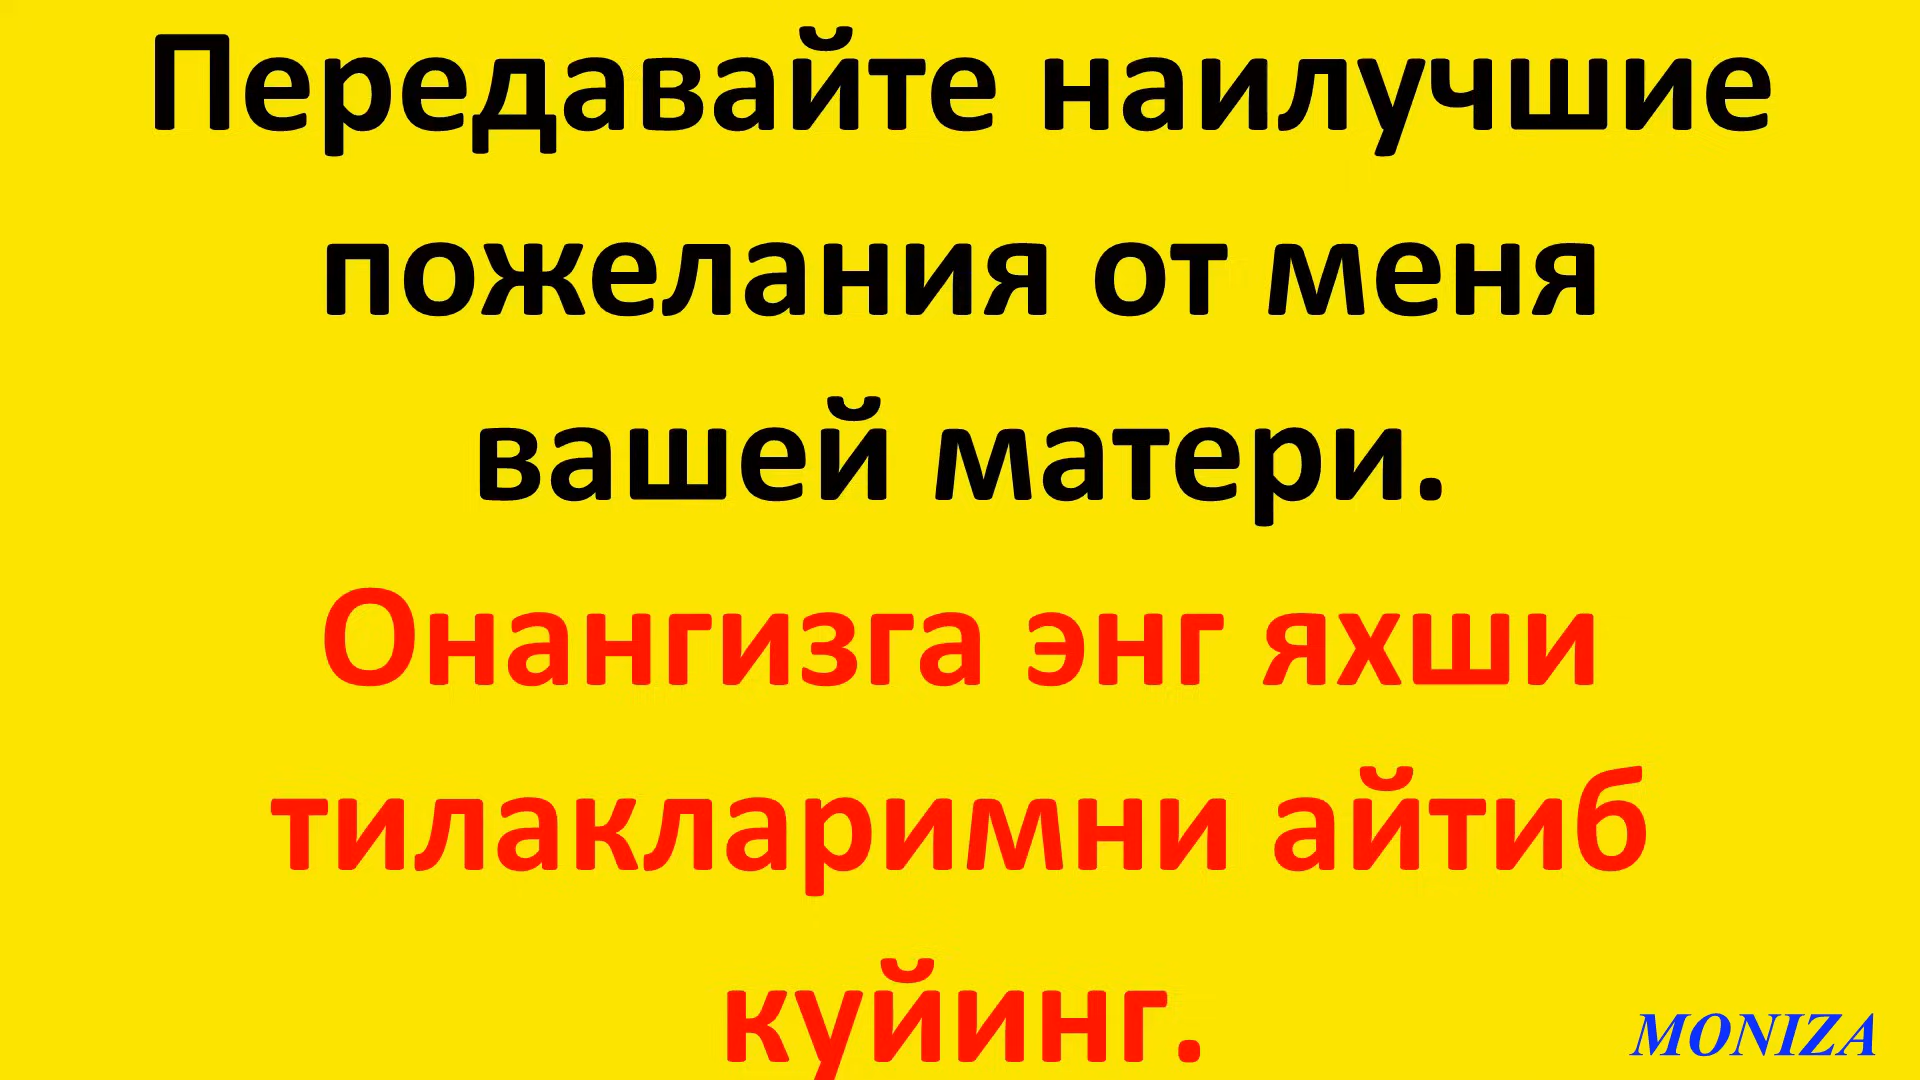 Передавайте наилучшие
пожелания от меня
вашей матери.
Онангизга энг яхши
тилакларимни айтиб
куйинг.
MONIZA